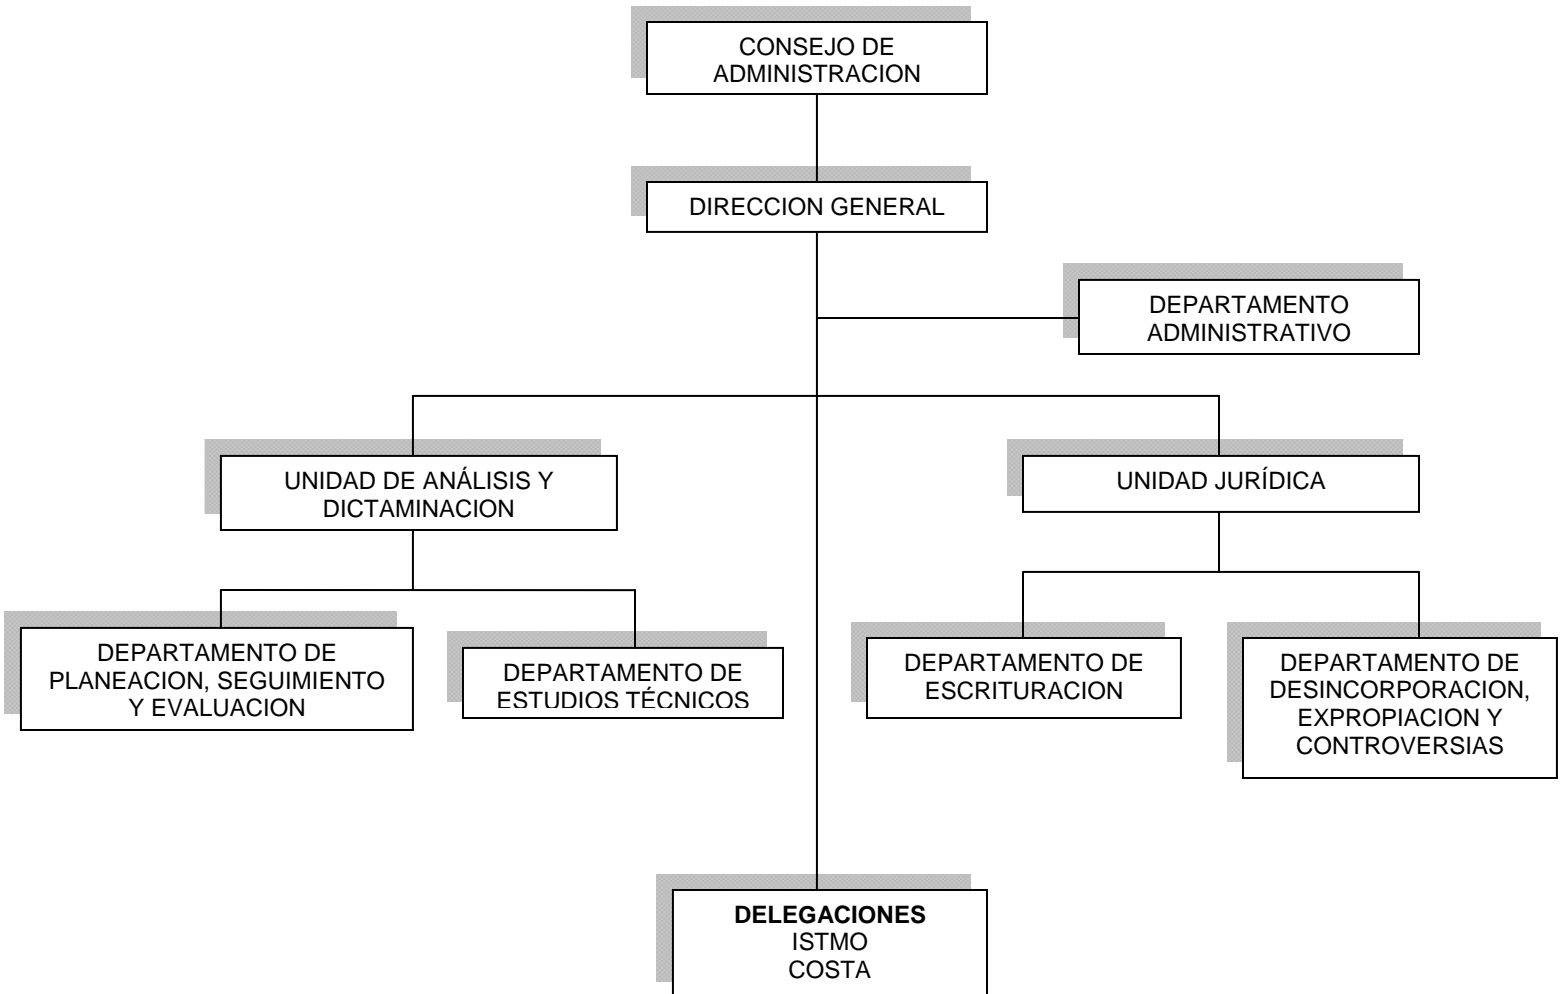 CONSEJO DE
ADMINISTRACION
DIRECCION GENERAL
DEPARTAMENTO
ADMINISTRATIVO
UNIDAD DE ANÁLISIS Y
DICTAMINACION
UNIDAD JURÍDICA
DEPARTAMENTO DE
PLANEACION, SEGUIMIENTO
Y EVALUACION
DEPARTAMENTO DE
ESTUDIOS TÉCNICOS
DEPARTAMENTO DE
ESCRITURACION
DEPARTAMENTO DE
DESINCORPORACION,
EXPROPIACION Y
CONTROVERSIAS
DELEGACIONES
ISTMO
COSTA